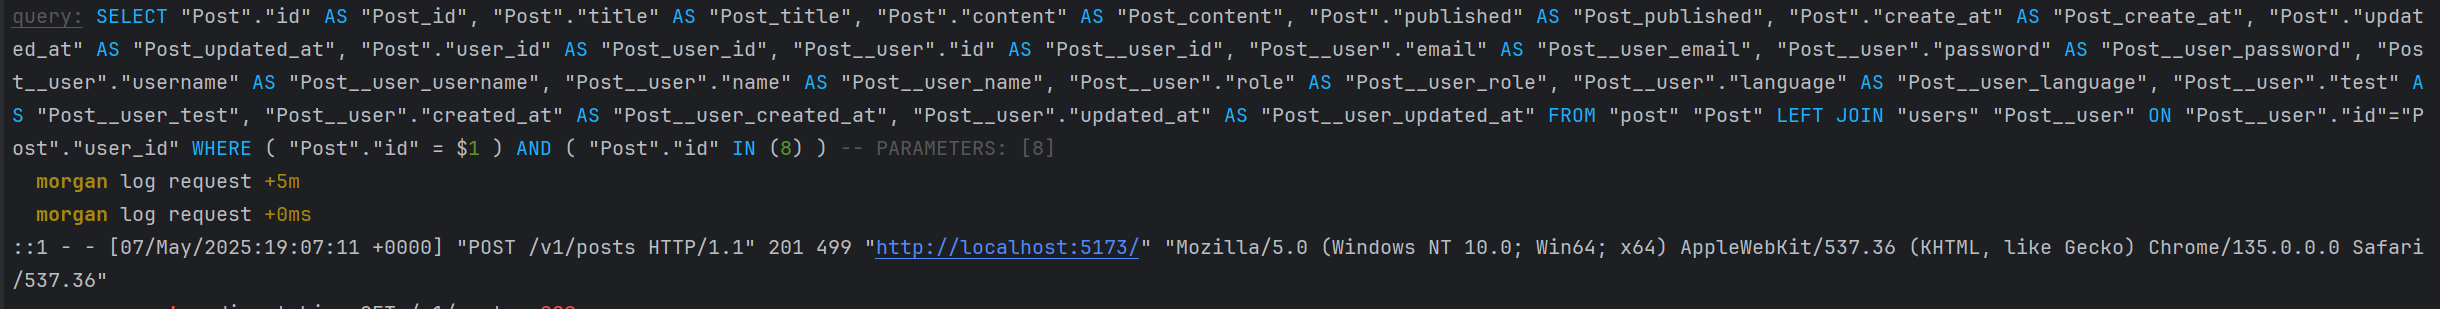 query: SELECT "Post"."id" AS "Post_id", "Post"."title" AS "Post_title", "Post"."content" AS "Post_content", "Post"."published" AS "Post_published", "Post"."create_at" AS "Post_create_at", "Post"."updat
ed_at" AS "Post_updated_at", "Post"."user_id" AS "Post_user_id", "Post__user"."id" AS "Post__user_id", "Post__user"."email" AS "Post__user_email", "Post__user"."password" AS "Post__user_password", "Pos
t__user"."username" AS "Post__user_username", "Post__user"."name" AS "Post__user_name", "Post__user"."role" AS "Post__user_role", "Post__user"."language" AS "Post__user_language", "Post__user"."test" A
S "Post__user_test", "Post__user"."created_at" AS "Post__user_created_at", "Post__user"."updated_at" AS "Post__user_updated_at" FROM "post" "Post" LEFT JOIN "users" "Post__user" ON "Post__user"."id"="P
ost"."user_id" WHERE ( "Post"."id" = $1 ) AND ( "Post"."id" IN (8) ) -- PARAMETERS: [8]
morgan log request +5m
morgan log request +0ms
::1 - - [07/May/2025:19:07:11 +0000] "POST /v1/posts HTTP/1.1" 201 499 "http://localhost:5173/" "Mozilla/5.0 (Windows NT 10.0; Win64; x64) AppleWebKit/537.36 (KHTML, like Gecko) Chrome/135.0.0.0 Safari
/537.36"